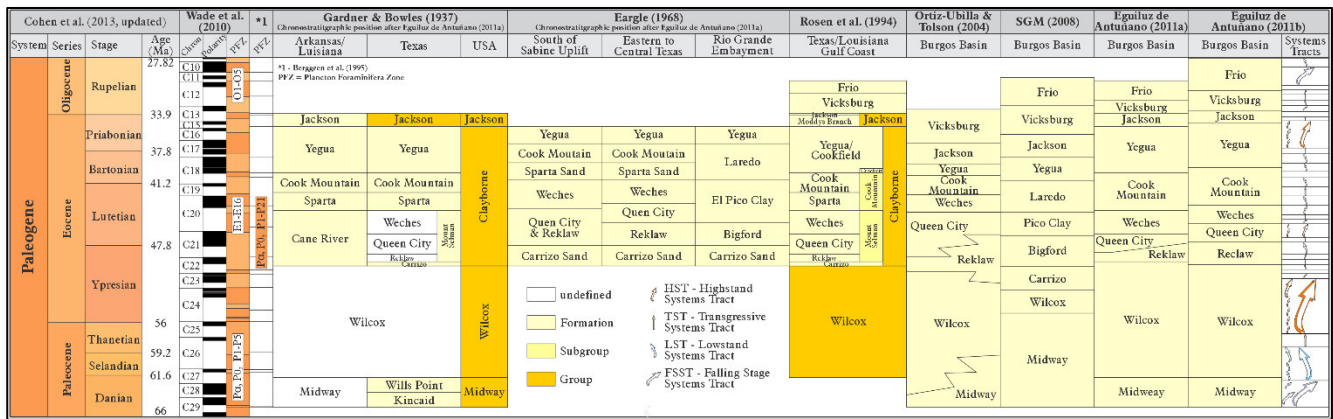 Cohen et al. (2013, updated)
Wade et al.
(2010)
*1
Gardner & Bowles (1937)
Chronostratigraphic position after Eguiluz de Antuñano (2011a)
Eargle (1968)
Chronostratigraphic position after Eguiluz de Antuñano (2011a)
Rosen et al. (1994)
Ortiz-Ubilla &
Tolson (2004)
SGM (2008)
Eguiluz de
Antuñano (2011a)
Eguiluz
de Antuñano (2011b)
System
Series
Stage
Age
(Ma)
Chron
Polarity
PFZ
PFZ
Arkansas/
Luisiana
Texas
USA
South of
Sabine Uplift
Eastern to
Central Texas
Rio Grande
Embayment
Texas/Louisiana
Gulf Coast
Burgos Basin
Burgos Basin
Burgos Basin
Burgos Basin
Systems
Tracts
Paleogene
Oligocene
Eocene
Paleocene
Rupelian
Priabonian
Bartonian
Lutetian
Ypresian
Thanetian
Selandian
Danian
27.82
33.9
37.8
41.2
47.8
56
59.2
61.6
66
C10
C11
C12
C13
C15
C16
C17
C18
C19
C20
C21
C22
C23
C24
C25
C26
C27
C28
C29
O1-O5
E1-E16
Pα, P0, P1-P5
Pα, P0, P1-P21
*1 - Berggren et al. (1995)
PFZ = Plancton Foraminifera Zone
Jackson
Yegua
Cook Mountain
Sparta
Cane River
Wilcox
Midway
Jackson
Yegua
Cook Mountain
Sparta
Weches
Queen City
Reklaw
Carrizo
Mount
Selman
Wills Point
Kincaid
Jackson
Clayborne
Wilcox
Midway
Yegua
Cook Moutain
Sparta Sand
Weches
Quen City
& Reklaw
Carrizo Sand
Yegua
Cook Moutain
Sparta Sand
Weches
Quen City
Reklaw
Carrizo Sand
Yegua
Laredo
El Pico Clay
Bigford
Carrizo Sand
undefined
Formation
Subgroup
Group
HST - Highstand
Systems Tract
TST - Transgressive
Systems Tract
LST - Lowstand
Systems Tract
FSST - Falling Stage
Systems Tract
Frio
Vicksburg
Jackson
Moddys Branch
Jackson
Yegua/
Cookfield
Cook
Mountain
Sparta
Cook
Mountain
Weches
Queen City
Reklaw
Carrizo
Mount
Selman
Clayborne
Wilcox
Vicksburg
Jackson
Yegua
Cook
Mountain
Weches
Queen City
Reklaw
Wilcox
Midway
Frio
Vicksburg
Jackson
Yegua
Laredo
Pico Clay
Bigford
Carrizo
Wilcox
Midway
Frio
Vicksburg
Jackson
Yegua
Cook
Mountain
Weches
Queen City
Reklaw
Wilcox
Midweay
Frio
Vicksburg
Jackson
Yegua
Cook
Mountain
Weches
Queen City
Reclaw
Wilcox
Midway